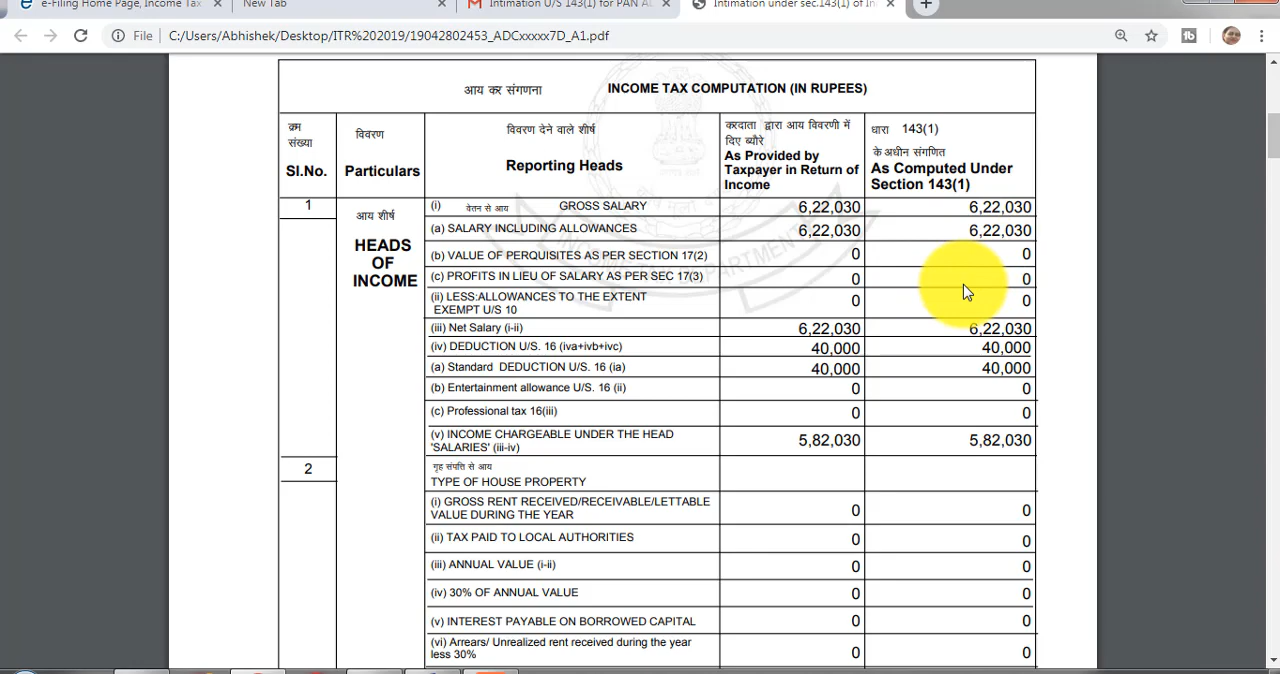 e-Filing Home Page, Income Tax
New Tab
Intimation U/S 143(1) for PAN
Intimation under sec.143(1) of In
File | C:/Users/Abhishek/Desktop/ITR%202019/19042802453_ADCxxxxx7D_A1.pdf
आय कर संगणना INCOME TAX COMPUTATION (IN RUPEES)
क्रम
संख्या
Sl.No.
विवरण
Particulars
विवरण देने वाले शीर्ष
Reporting Heads
करदाता द्वारा आय विवरणी में
दिए ब्यौरे
As Provided by
Taxpayer in Return of
Income
धारा 143(1)
के अधीन संगणित
As Computed Under
Section 143(1)
1
आय शीर्ष
HEADS
OF
INCOME
(i) वेतन से आय GROSS SALARY 6,22,030 6,22,030
(a) SALARY INCLUDING ALLOWANCES 6,22,030 6,22,030
(b) VALUE OF PERQUISITES AS PER SECTION 17(2) 0 0
(c) PROFITS IN LIEU OF SALARY AS PER SEC 17(3) 0 0
(ii) LESS:ALLOWANCES TO THE EXTENT
EXEMPT U/S 10 0 0
(iii) Net Salary (i-ii) 6,22,030 6,22,030
(iv) DEDUCTION U/S. 16 (iva+ivb+ivc) 40,000 40,000
(a) Standard DEDUCTION U/S. 16 (ia) 40,000 40,000
(b) Entertainment allowance U/S. 16 (ii) 0 0
(c) Professional tax 16(iii) 0 0
(v) INCOME CHARGEABLE UNDER THE HEAD
'SALARIES' (iii-iv) 5,82,030 5,82,030
2
गृह संपत्ति से आय
TYPE OF HOUSE PROPERTY
(i) GROSS RENT RECEIVED/RECEIVABLE/LETTABLE
VALUE DURING THE YEAR 0 0
(ii) TAX PAID TO LOCAL AUTHORITIES 0 0
(iii) ANNUAL VALUE (i-ii) 0 0
(iv) 30% OF ANNUAL VALUE 0 0
(v) INTEREST PAYABLE ON BORROWED CAPITAL 0 0
(vi) Arrears/ Unrealized rent received during the year
less 30% 0 0
INCOME TAX DEPARTMENT